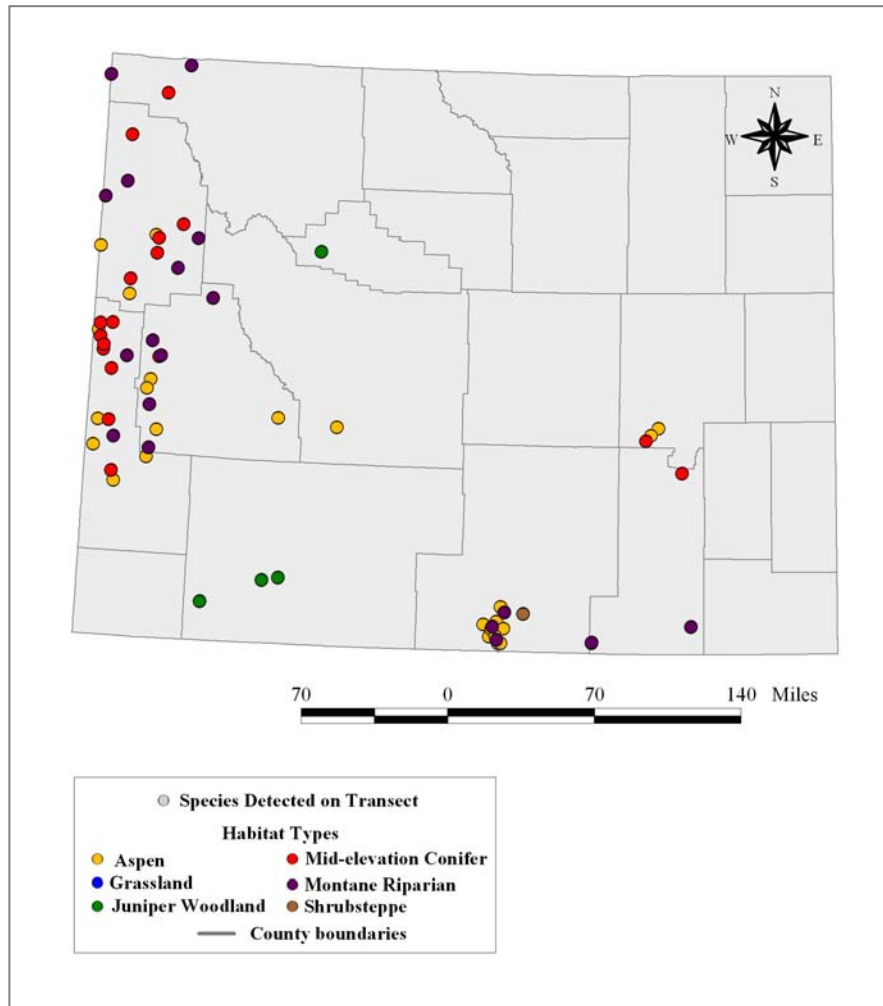 N
W E
S
70 0 70 140 Miles
Species Detected on Transect
Habitat Types
Aspen Mid-elevation Conifer
Grassland Montane Riparian
Juniper Woodland Shrubsteppe
County boundaries